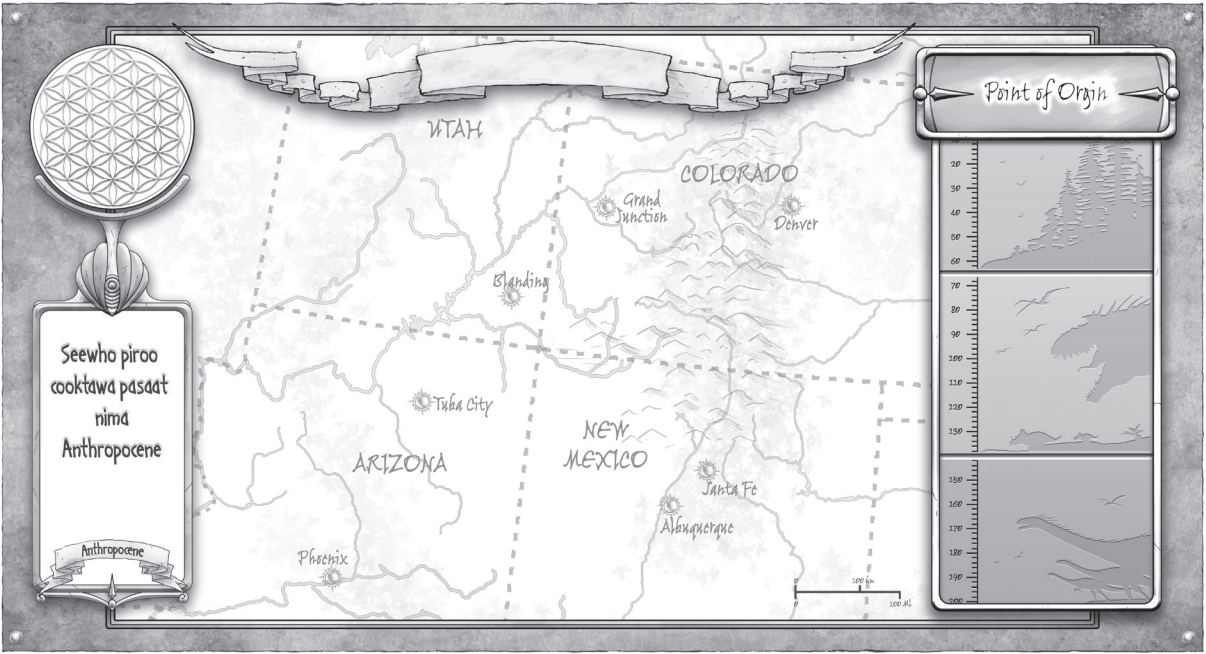 Point of Orgin
UTAH
COLORADO
Grand
Junction
Denver
Blanding
Tuba City
NEW
MEXICO
ARIZONA
Santa Fe
Albuquerque
Phoenix
0 100 Km
0 100 Mi
Seewho piroo
cooktawa pasaat
nima
Anthropocene
Anthropocene
20
30
40
50
60
70
80
90
100
110
120
130
150
160
170
180
190
200